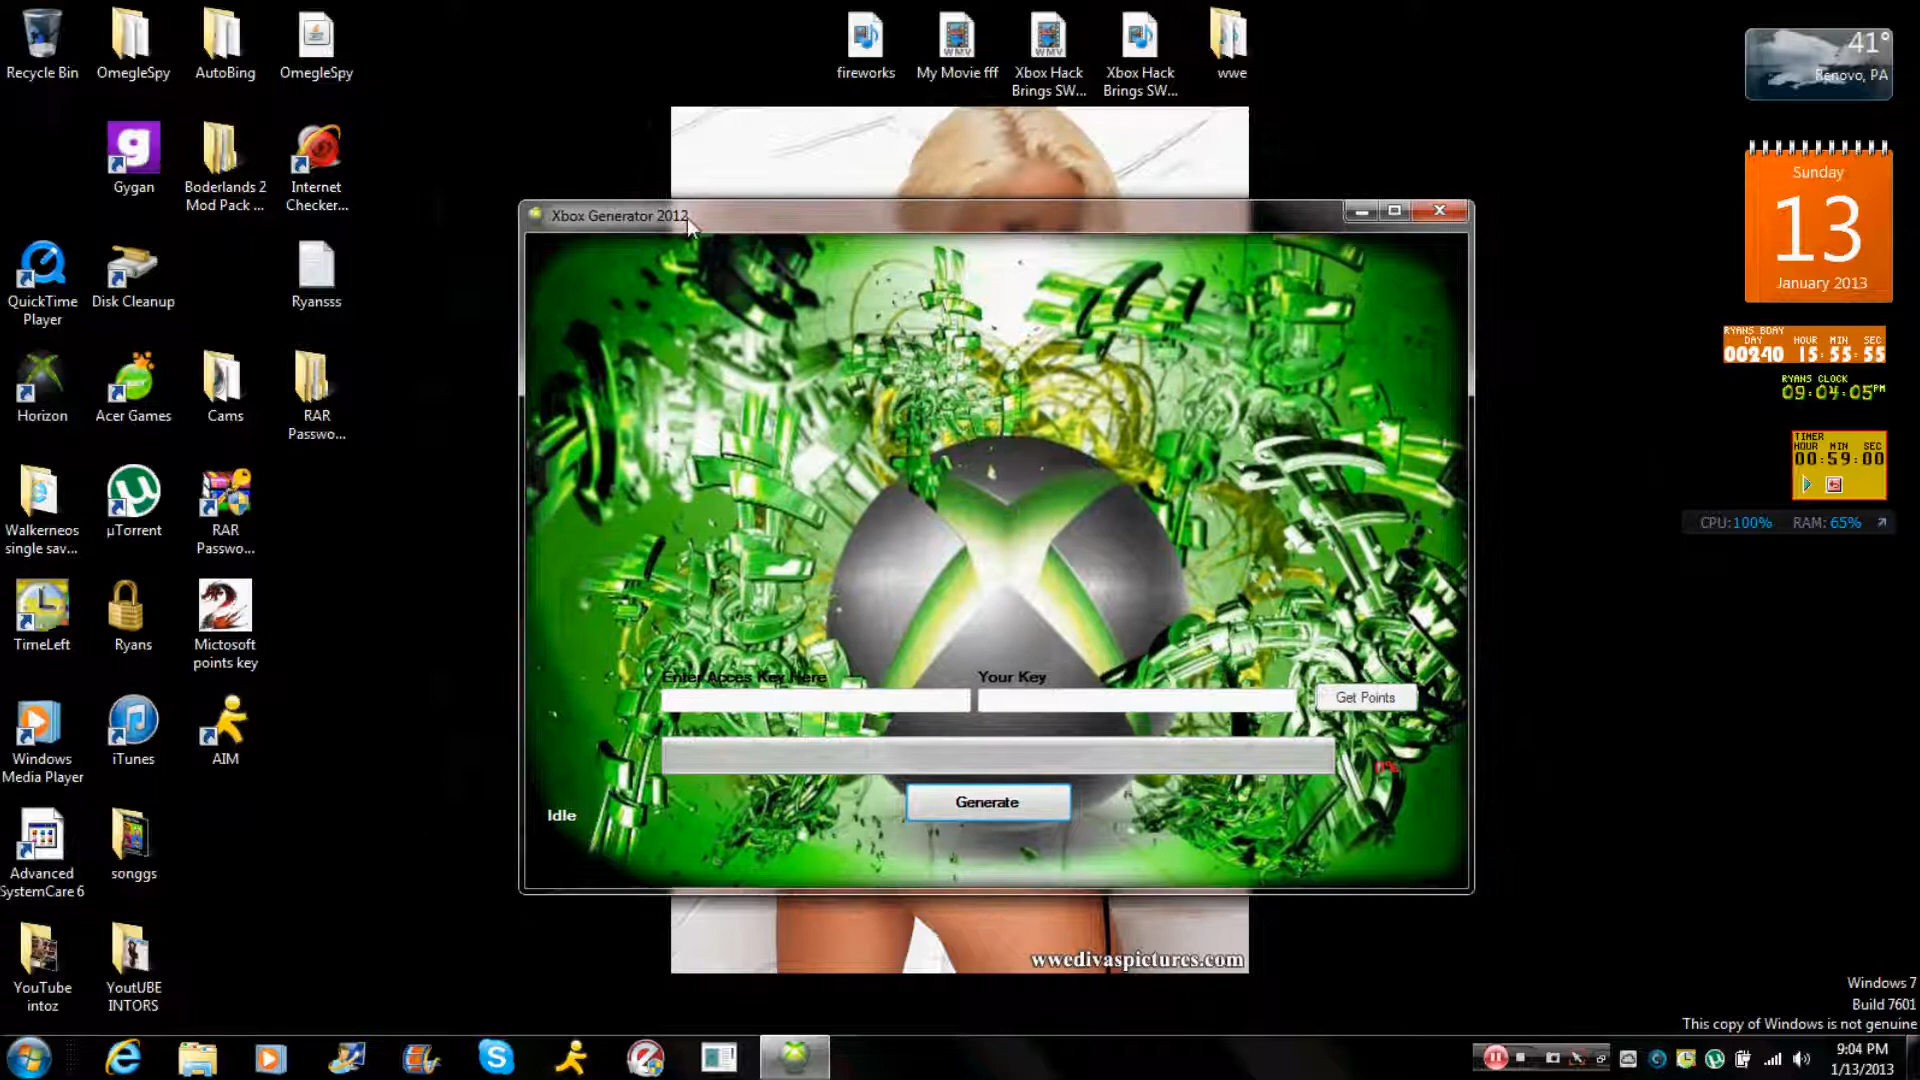 Recycle Bin
OmegleSpy
AutoBing
OmegleSpy
fireworks
My Movie fff
Xbox Hack
Brings SW...
Xbox Hack
Brings SW...
wwe
41°
Renovo, PA
Gygan
Boderlands 2
Mod Pack ...
Internet
Checker...
Sunday
13
January 2013
Xbox Generator 2012
QuickTime
Player
Disk Cleanup
Ryansss
RYANS BDAY
DAY HOUR MIN SEC
00240 15:55:55
RYANS CLOCK
09:04:05PM
Horizon
Acer Games
Cams
RAR
Passwo...
TIMER
HOUR MIN SEC
00:59:00
CPU:100% RAM: 65%
Walkerneos
single sav...
µTorrent
RAR
Passwo...
TimeLeft
Ryans
Mictosoft
points key
Enter Acces Key Here
Your Key
Get Points
0%
Generate
Idle
Windows
Media Player
iTunes
AIM
Advanced
SystemCare 6
songgs
YouTube
intoz
YoutUBE
INTORS
wwedivaspictures.com
Windows 7
Build 7601
This copy of Windows is not genuine
9:04 PM
1/13/2013